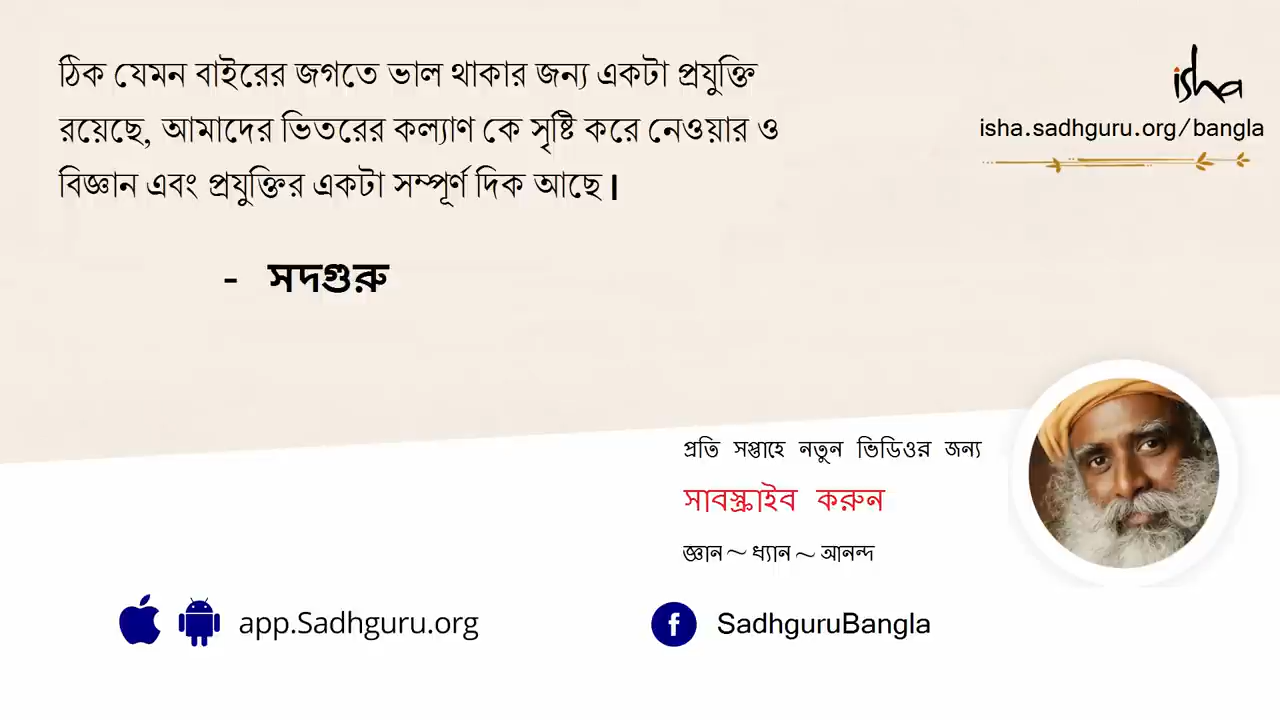 ঠিক যেমন বাইরের জগতে ভাল থাকার জন্য একটা প্রযুক্তি
রয়েছে, আমাদের ভিতরের কল্যাণ কে সৃষ্টি করে নেওয়ার ও
বিজ্ঞান এবং প্রযুক্তির একটা সম্পূর্ণ দিক আছে।
- সদগুরু
isha
isha.sadhguru.org/bangla
প্রতি সপ্তাহে নতুন ভিডিওর জন্য
সাবস্ক্রাইব করুন
জ্ঞান ~ ধ্যান ~ আনন্দ
app.Sadhguru.org
f SadhguruBangla